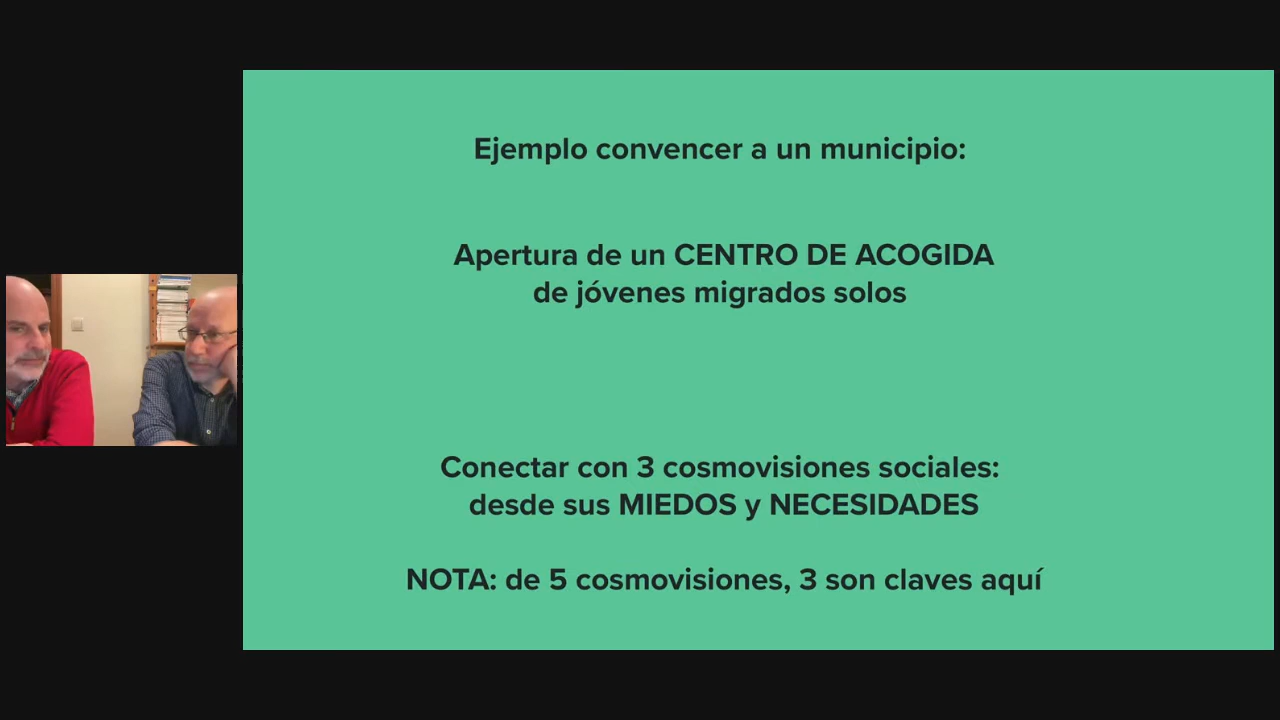 Ejemplo convencer a un municipio:
Apertura de un CENTRO DE ACOGIDA
de jóvenes migrados solos
Conectar con 3 cosmovisiones sociales:
desde sus MIEDOS y NECESIDADES
NOTA: de 5 cosmovisiones, 3 son claves aquí